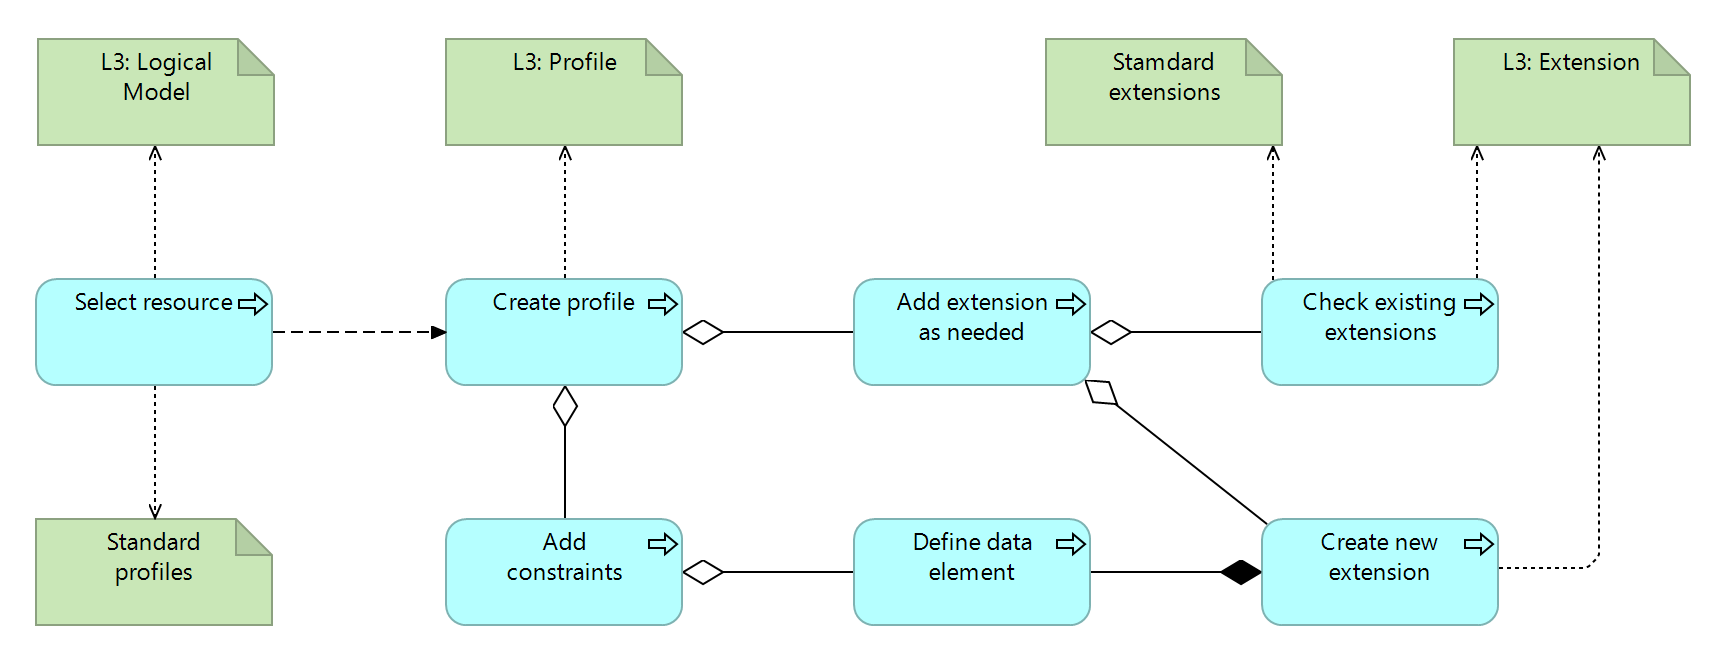 L3: Logical
Model
L3: Profile
Stamdard
extensions
L3: Extension
Select resource
Create profile
Add extension
as needed
Check existing
extensions
Standard
profiles
Add
constraints
Define data
element
Create new
extension